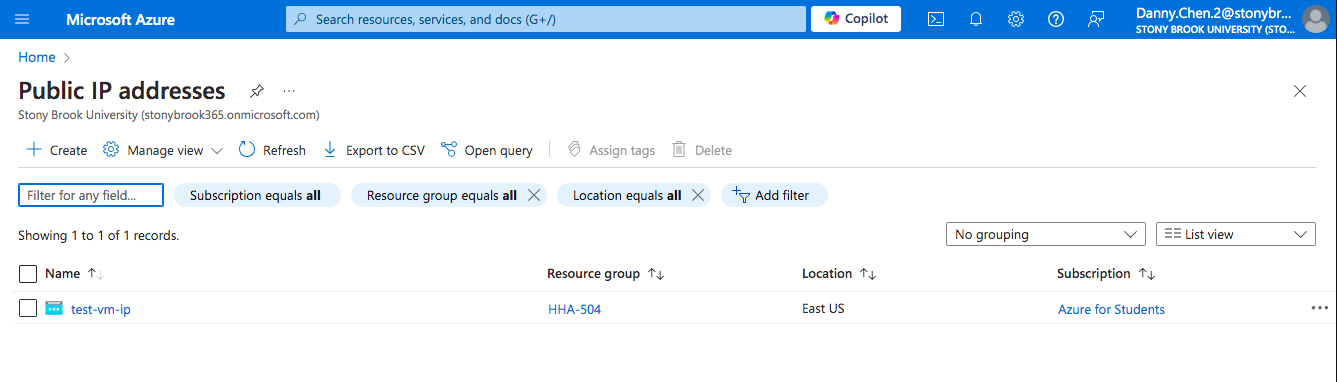 Microsoft Azure
Search resources, services, and docs (G+/)
Copilot
Danny.Chen.2@stonybr...
STONY BROOK UNIVERSITY (STO...
Home
Public IP addresses
Stony Brook University (stonybrook365.onmicrosoft.com)
Create Manage view Refresh Export to CSV Open query Assign tags Delete
Filter for any field... Subscription equals all Resource group equals all Location equals all Add filter
Showing 1 to 1 of 1 records. No grouping List view
Name Resource group Location Subscription
test-vm-ip HHA-504 East US Azure for Students